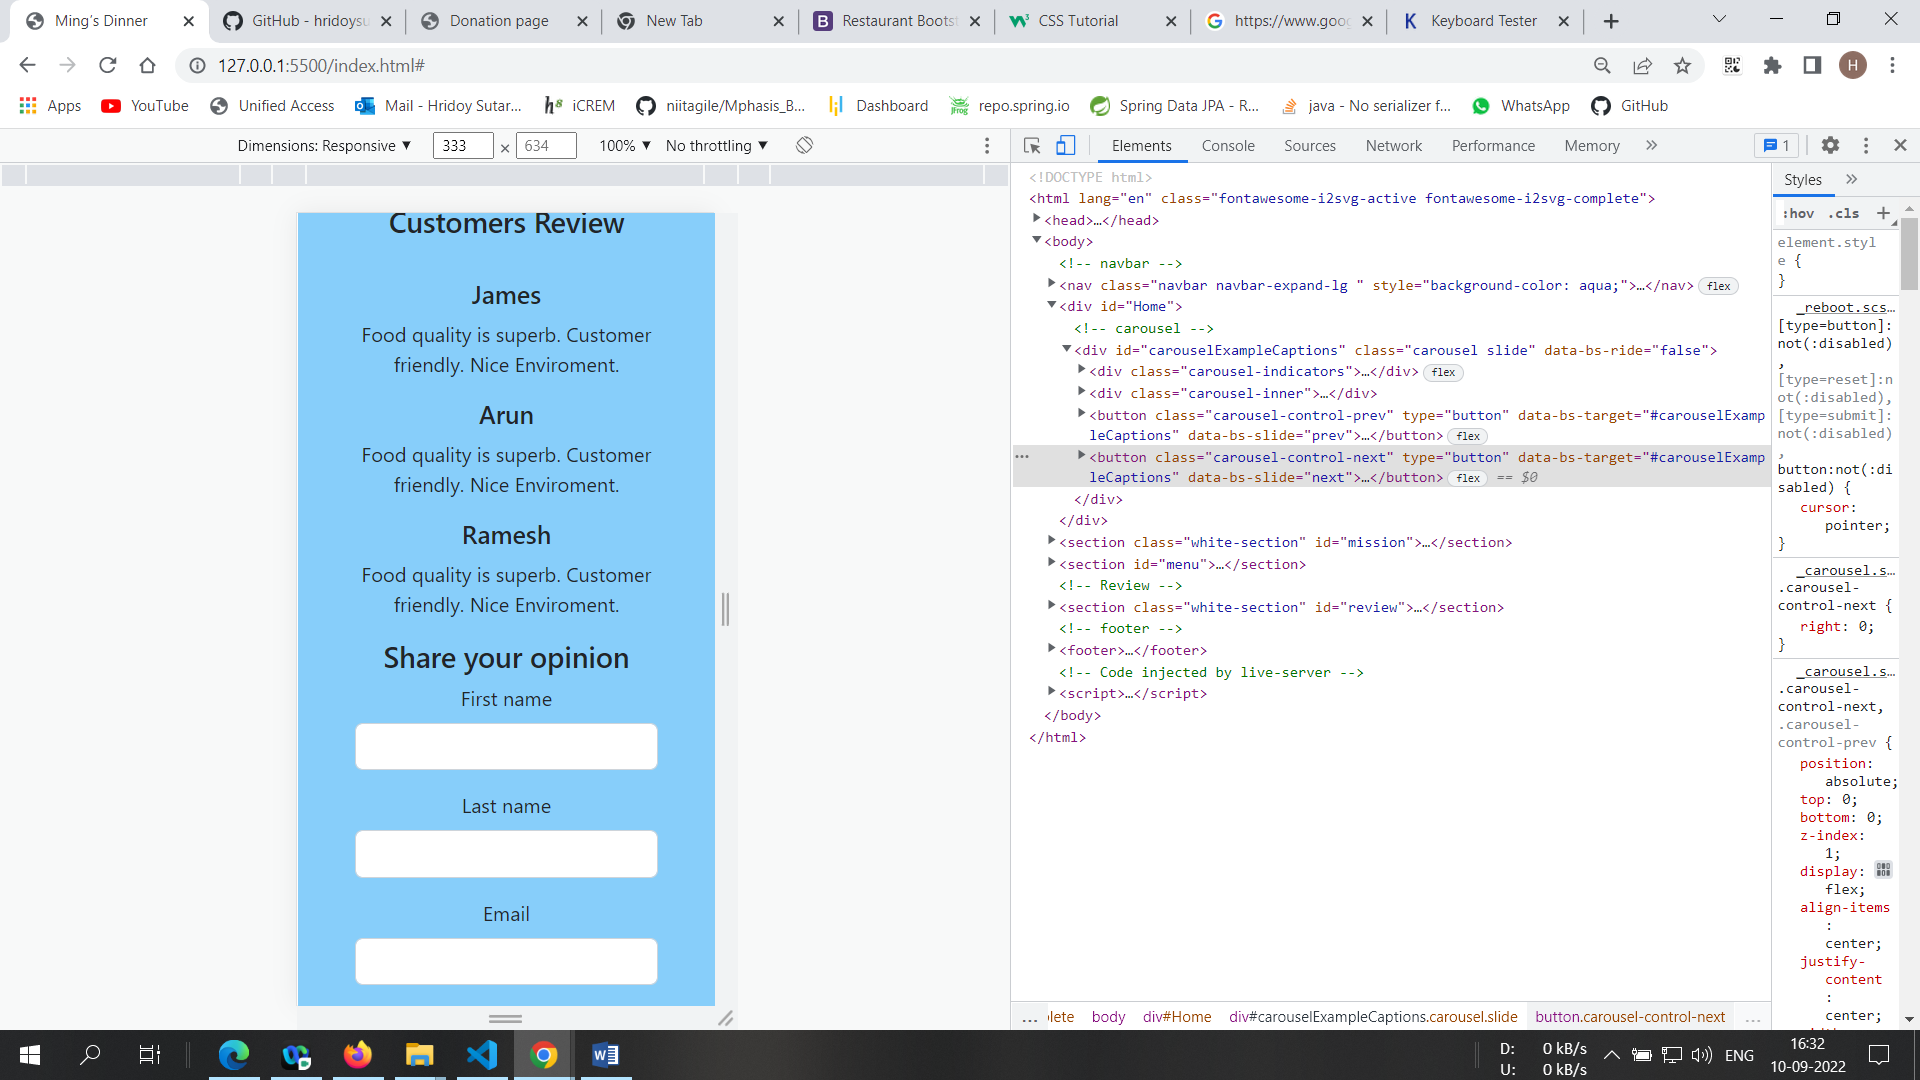 Ming's Dinner
GitHub - hridoysu
Donation page
New Tab
Restaurant Bootst
CSS Tutorial
https://www.goog
Keyboard Tester
127.0.0.1:5500/index.html#
H
Apps
YouTube
Unified Access
Mail - Hridoy Sutar...
iCREM
niitagile/Mphasis_B...
Dashboard
repo.spring.io
Spring Data JPA - R...
java - No serializer f...
WhatsApp
GitHub
Dimensions: Responsive ▼ 333 × 634 100% ▼ No throttling ▼
Customers Review
James
Food quality is superb. Customer
friendly. Nice Enviroment.
Arun
Food quality is superb. Customer
friendly. Nice Enviroment.
Ramesh
Food quality is superb. Customer
friendly. Nice Enviroment.
Share your opinion
First name
Last name
Email
Elements Console Sources Network Performance Memory » 1
<!DOCTYPE html>
<html lang="en" class="fontawesome-i2svg-active fontawesome-i2svg-complete">
<head>…</head>
<body>
<!-- navbar -->
<nav class="navbar navbar-expand-lg " style="background-color: aqua;">…</nav> flex
<div id="Home">
<!-- carousel -->
<div id="carouselExampleCaptions" class="carousel slide" data-bs-ride="false">
<div class="carousel-indicators">…</div> flex
<div class="carousel-inner">…</div>
<button class="carousel-control-prev" type="button" data-bs-target="#carouselExamp
leCaptions" data-bs-slide="prev">…</button> flex
<button class="carousel-control-next" type="button" data-bs-target="#carouselExamp
leCaptions" data-bs-slide="next">…</button> flex == $0
</div>
</div>
<section class="white-section" id="mission">…</section>
<section id="menu">…</section>
<!-- Review -->
<section class="white-section" id="review">…</section>
<!-- footer -->
<footer>…</footer>
<!-- Code injected by live-server -->
<script>…</script>
</body>
</html>
... lete body div#Home div#carouselExampleCaptions.carousel.slide button.carousel-control-next ...
Styles »
:hov .cls +
element.styl
e {
}
_reboot.scs…
[type=button]:
not(:disabled)
,
[type=reset]:n
ot(:disabled),
[type=submit]:
not(:disabled)
,
button:not(:di
sabled) {
cursor:
pointer;
}
_carousel.s…
.carousel-
control-next {
right: 0;
}
_carousel.s…
.carousel-
control-next,
.carousel-
control-prev {
position:
absolute;
top: 0;
bottom: 0;
z-index:
1;
display:
flex;
align-items
:
center;
justify-
content
:
center;
D: 0 kB/s
U: 0 kB/s
ENG
16:32
10-09-2022